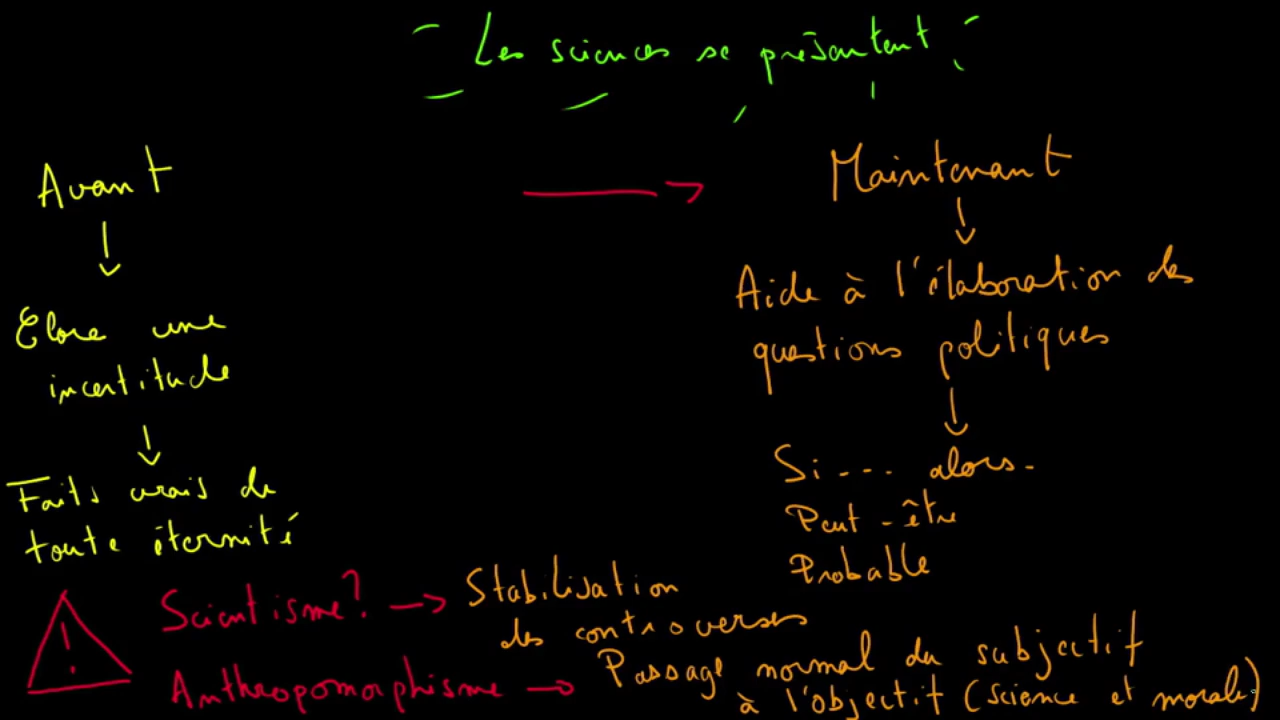 Les sciences se présentent
Avant
Maintenant
Clore une
incertitude
Faits vrais de
toute éternité
Aide à l'élaboration des
questions politiques
Si --- alors-
Peut-être
Probable
Scientisme? → Stabilisation
des controverses
Anthropomorphisme → Passage normal du subjectif
à l'objectif (science et morale)